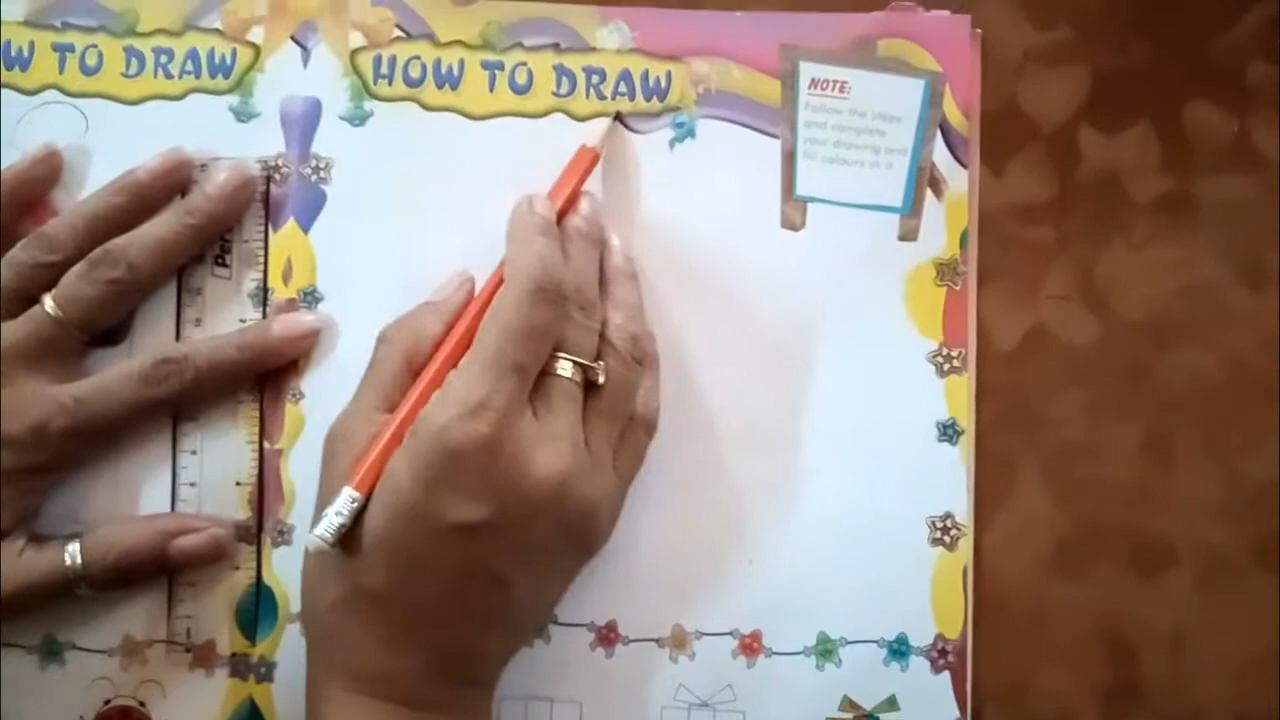 W TO DRAW
HOW TO DRAW
NOTE:
Follow the steps
and complete
your drawing and
fill colours in it